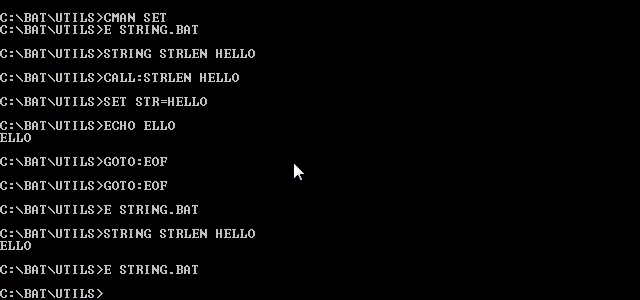 C:\BAT\UTILS>CMAN SET
C:\BAT\UTILS>E STRING.BAT
C:\BAT\UTILS>STRING STRLEN HELLO
C:\BAT\UTILS>CALL:STRLEN HELLO
C:\BAT\UTILS>SET STR=HELLO
C:\BAT\UTILS>ECHO ELLO
ELLO
C:\BAT\UTILS>GOTO:EOF
C:\BAT\UTILS>GOTO:EOF
C:\BAT\UTILS>E STRING.BAT
C:\BAT\UTILS>STRING STRLEN HELLO
ELLO
C:\BAT\UTILS>E STRING.BAT
C:\BAT\UTILS>